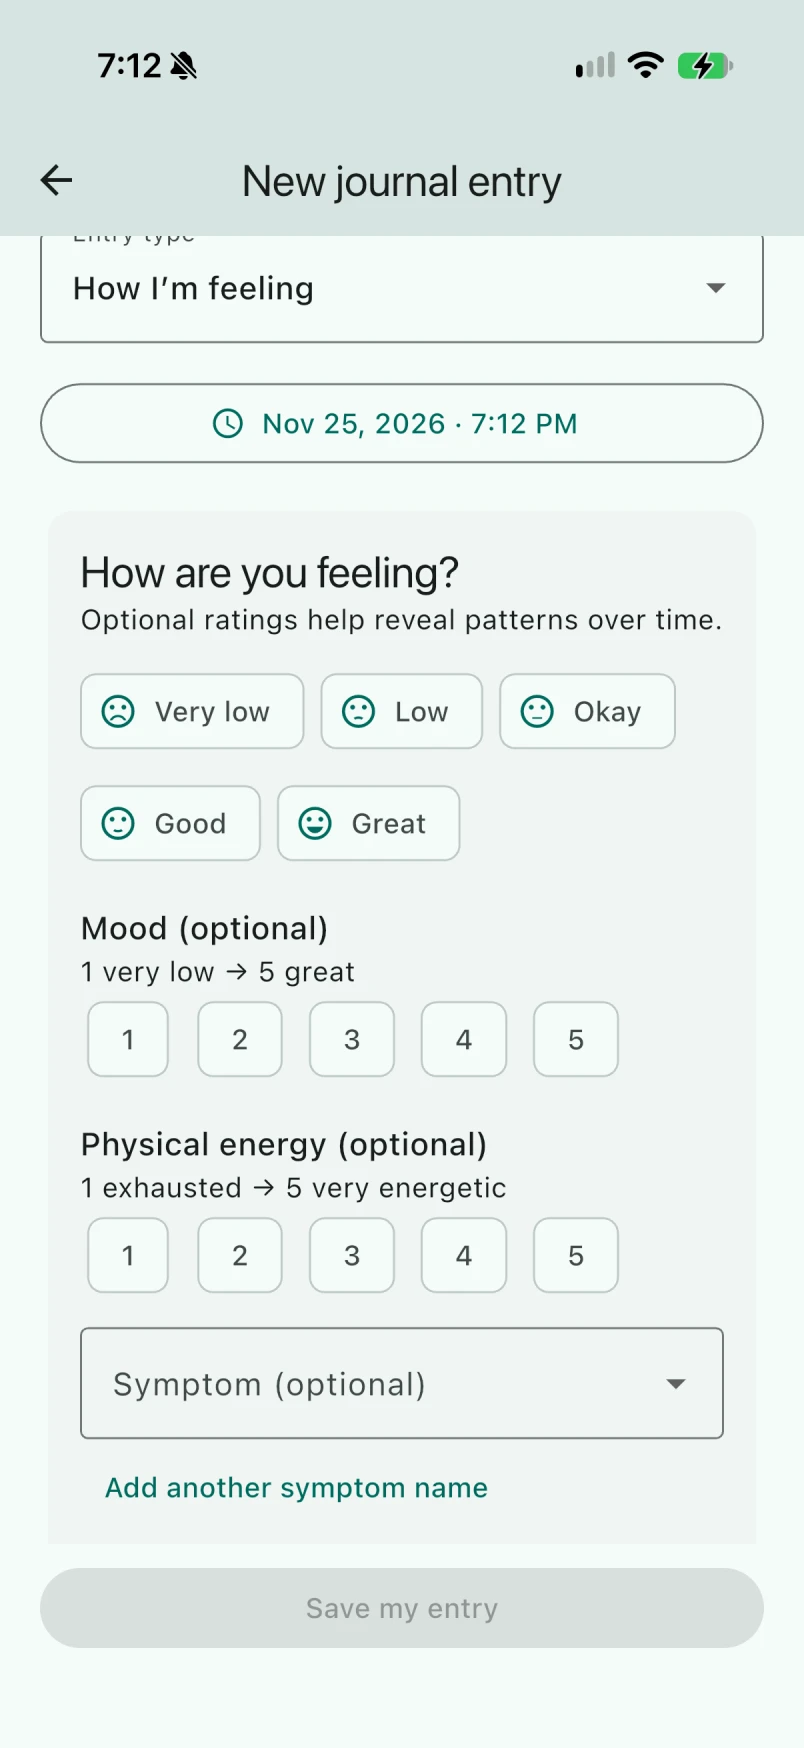 7:12
New journal entry
Entry type
How I’m feeling
Nov 25, 2026 · 7:12 PM
How are you feeling?
Optional ratings help reveal patterns over time.
Very low Low Okay
Good Great
Mood (optional)
1 very low → 5 great
1 2 3 4 5
Physical energy (optional)
1 exhausted → 5 very energetic
1 2 3 4 5
Symptom (optional)
Add another symptom name
Save my entry